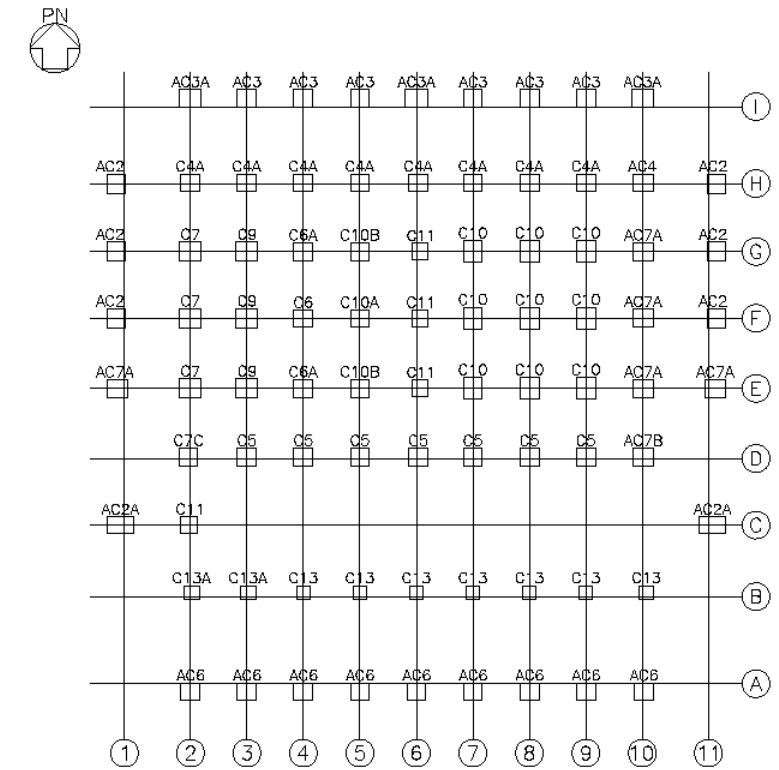 PN
AC3A AC3 AC3 AC3 AC3A AC3 AC3 AC3 AC3A
I
AC2 C4A C4A C4A C4A C4A C4A C4A C4A AC4 AC2
H
AC2 C7 C9 C6A C10B C11 C10 C10 C10 AC7A AC2
G
AC2 C7 C9 C6 C10A C11 C10 C10 C10 AC7A AC2
F
AC7A C7 C9 C6A C10B C11 C10 C10 C10 AC7A AC7A
E
C7C C5 C5 C5 C5 C5 C5 C5 AC7B
D
AC2A C11 AC2A
C
C13A C13A C13 C13 C13 C13 C13 C13 C13
B
AC6 AC6 AC6 AC6 AC6 AC6 AC6 AC6 AC6
A
1 2 3 4 5 6 7 8 9 10 11